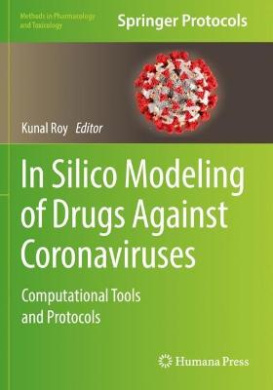 Methods in Pharmacology
and Toxicology
Springer Protocols
Kunal Roy Editor
In Silico Modeling
of Drugs Against
Coronaviruses
Computational Tools
and Protocols
Humana Press